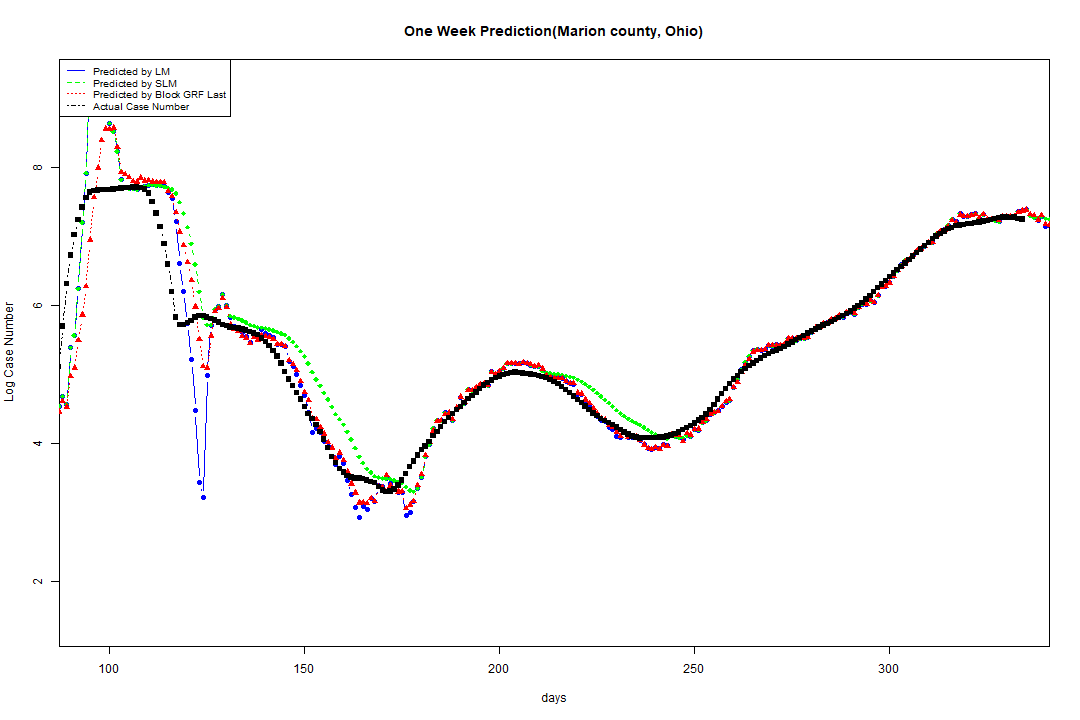 One Week Prediction(Marion county, Ohio)
Predicted by LM
Predicted by SLM
Predicted by Block GRF Last
Actual Case Number
8
6
4
2
Log Case Number
100 150 200 250 300
days